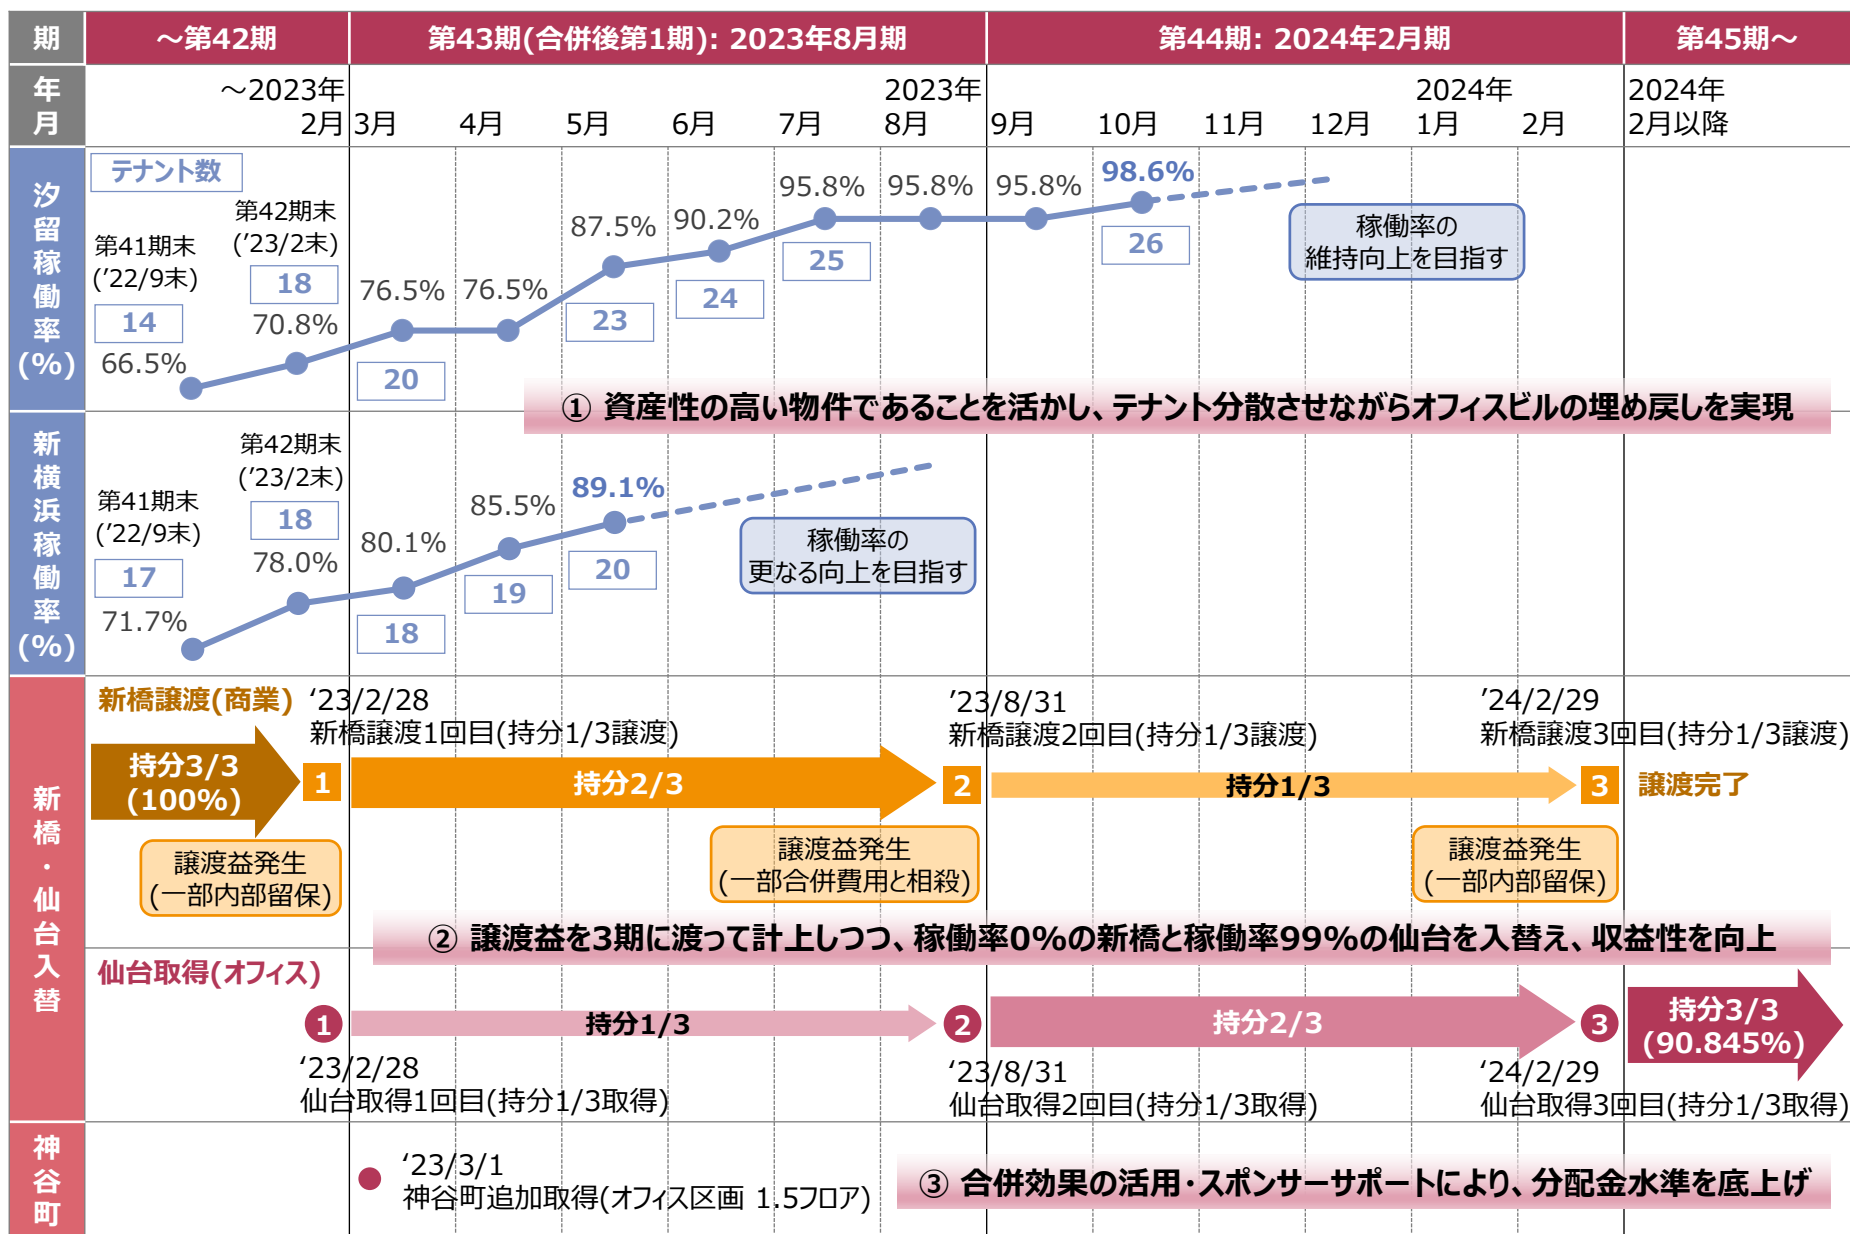 期
～第42期
第43期(合併後第1期): 2023年8月期
第44期: 2024年2月期
第45期～
年
月
～2023年
2月
3月
4月
5月
6月
7月
2023年
8月
9月
10月
11月
12月
2024年
1月
2月
2024年
2月以降
汐留稼働率(%)
テナント数
第41期末
('22/9末)
14
66.5%
第42期末
('23/2末)
18
70.8%
76.5%
20
76.5%
87.5%
23
90.2%
24
95.8%
25
95.8%
95.8%
98.6%
26
稼働率の
維持向上を目指す
① 資産性の高い物件であることを活かし、テナント分散させながらオフィスビルの埋め戻しを実現
新横浜稼働率(%)
第41期末
('22/9末)
17
71.7%
第42期末
('23/2末)
18
78.0%
80.1%
18
85.5%
19
89.1%
20
稼働率の
更なる向上を目指す
新橋・仙台入替
新橋譲渡(商業)
‘23/2/28
新橋譲渡1回目(持分1/3譲渡)
’23/8/31
新橋譲渡2回目(持分1/3譲渡)
’24/2/29
新橋譲渡3回目(持分1/3譲渡)
持分3/3
(100%)
1
持分2/3
2
持分1/3
3
譲渡完了
譲渡益発生
(一部内部留保)
譲渡益発生
(一部合併費用と相殺)
譲渡益発生
(一部内部留保)
② 譲渡益を3期に渡って計上しつつ、稼働率0%の新橋と稼働率99%の仙台を入替え、収益性を向上
仙台取得(オフィス)
1
持分1/3
2
持分2/3
3
持分3/3
(90.845%)
‘23/2/28
仙台取得1回目(持分1/3取得)
‘23/8/31
仙台取得2回目(持分1/3取得)
‘24/2/29
仙台取得3回目(持分1/3取得)
神谷町
‘23/3/1
神谷町追加取得(オフィス区画 1.5フロア)
③ 合併効果の活用・スポンサーサポートにより、分配金水準を底上げ